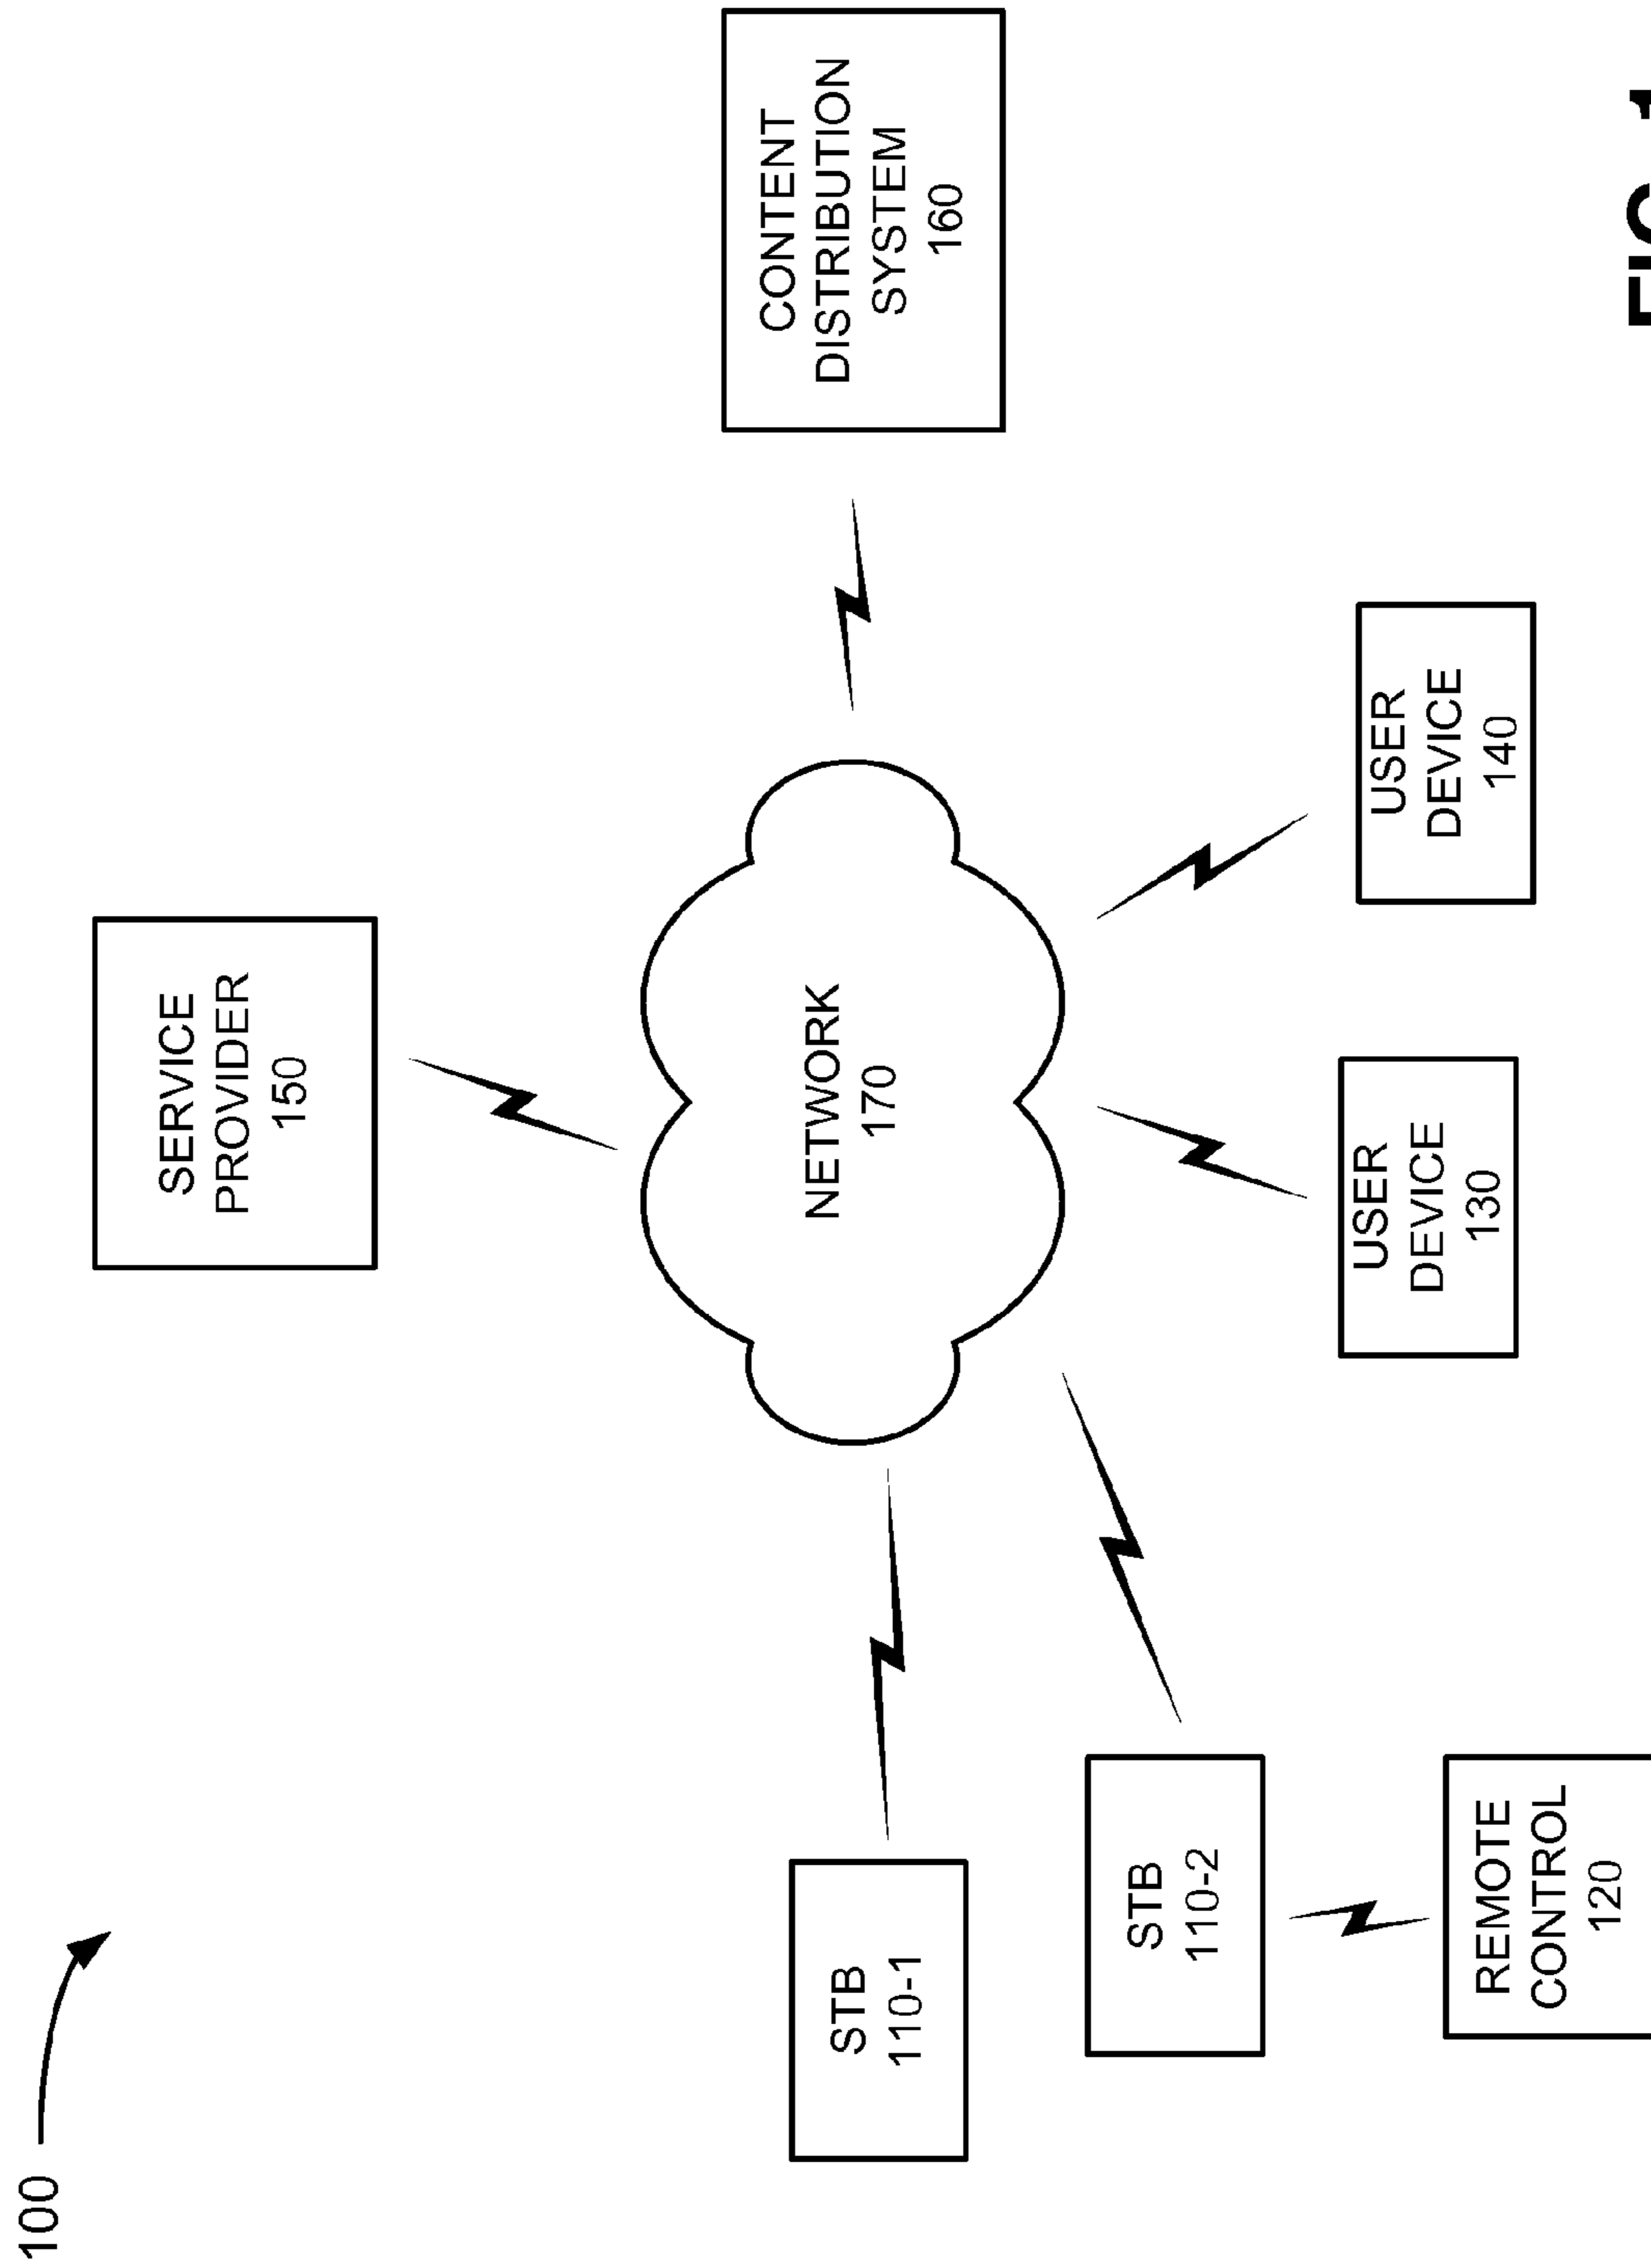 100
SERVICE
PROVIDER
150
CONTENT
DISTRIBUTION
SYSTEM
160
NETWORK
170
STB
110-1
STB
110-2
USER
DEVICE
130
USER
DEVICE
140
REMOTE
CONTROL
120